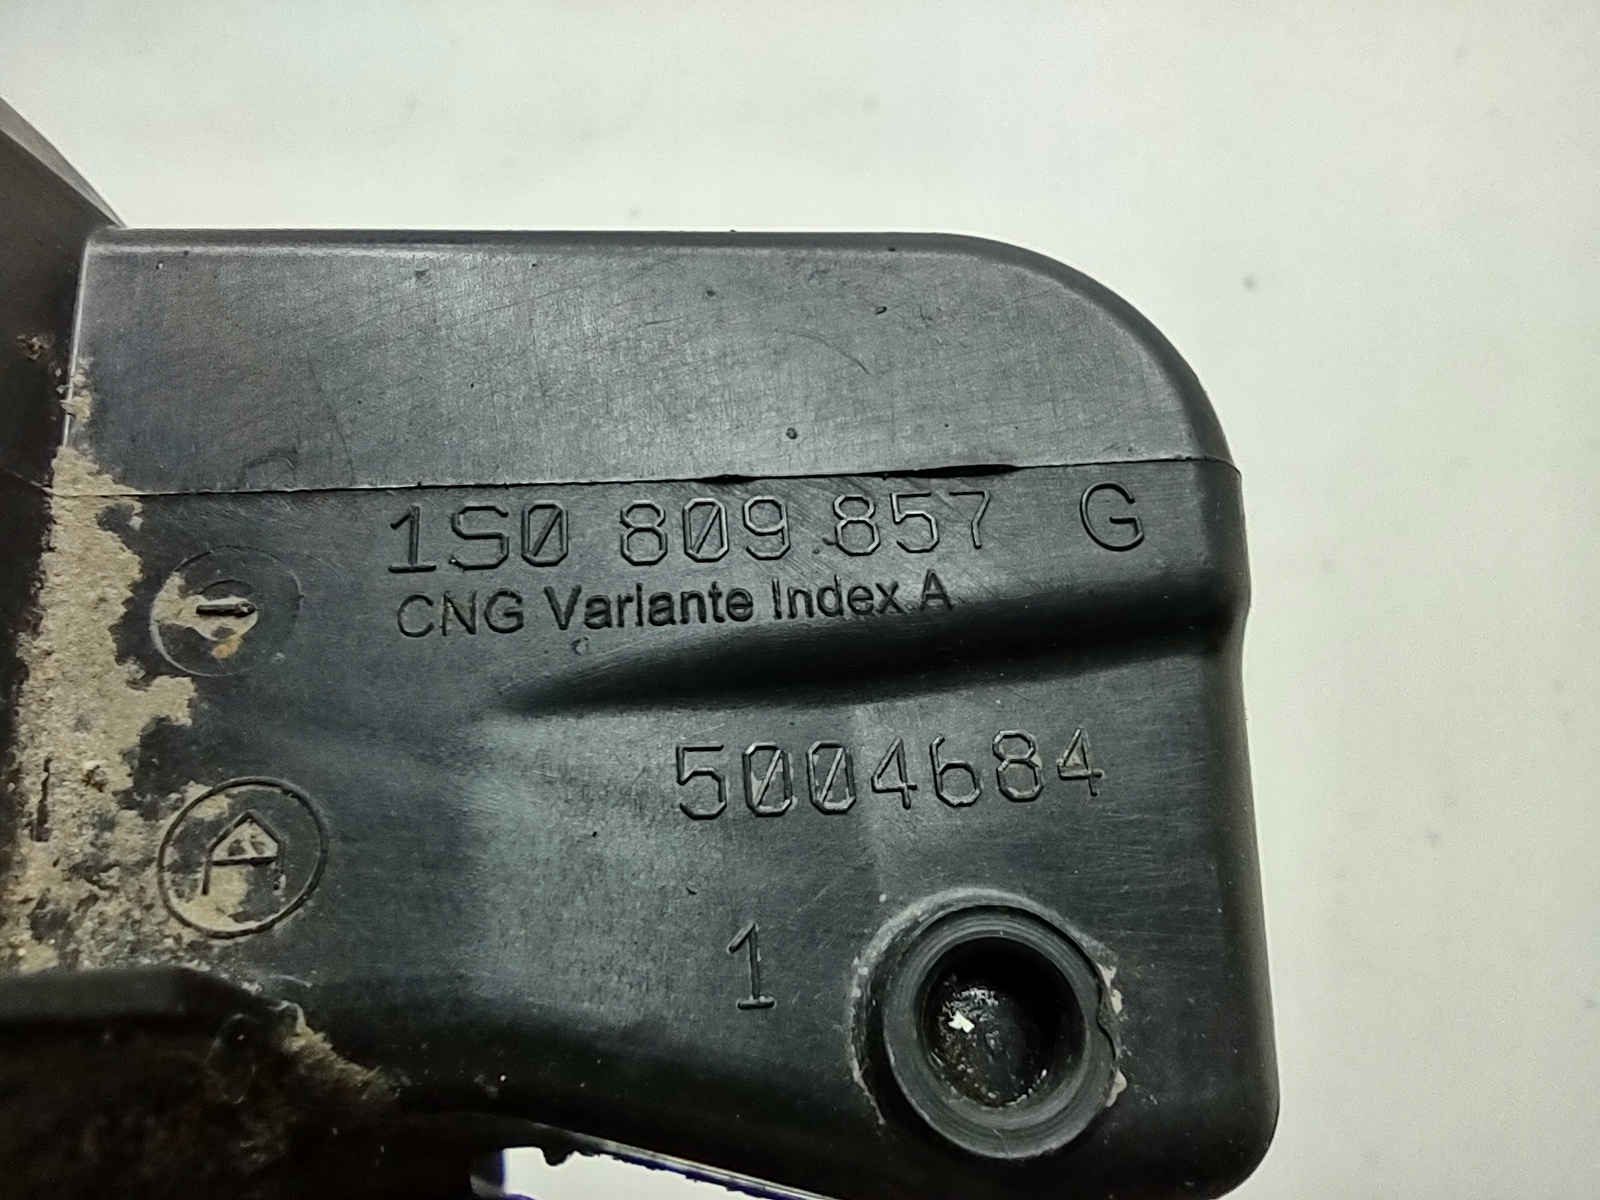 1S0 809 857 G
CNG Variante Index A
5004684
1
A